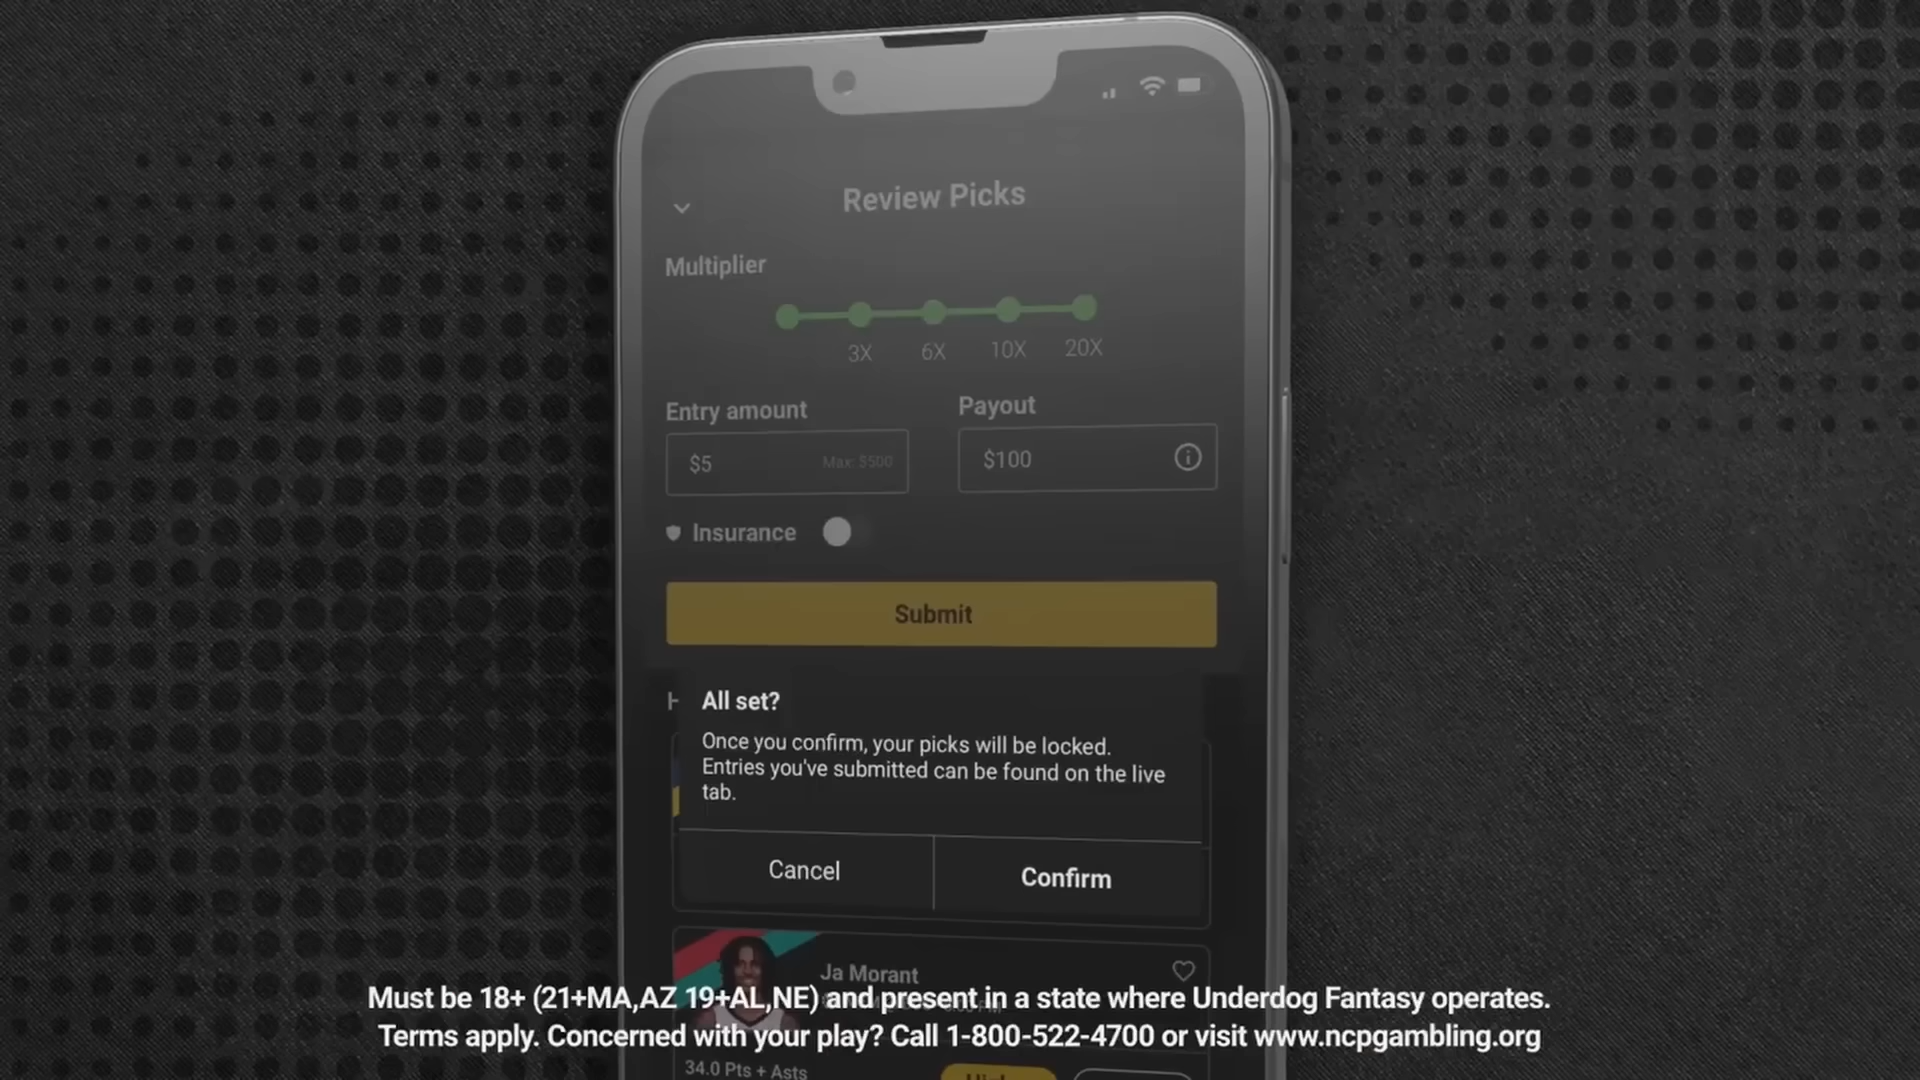 Review Picks
Multiplier
3X 6X 10X 20X
Entry amount
Payout
$5 Max: $500
$100
Insurance
Submit
All set?
Once you confirm, your picks will be locked.
Entries you've submitted can be found on the live
tab.
Cancel
Confirm
Ja Morant
Must be 18+ (21+MA,AZ 19+AL,NE) and present in a state where Underdog Fantasy operates.
Terms apply. Concerned with your play? Call 1-800-522-4700 or visit www.ncpgambling.org
34.0 Pts + Asts